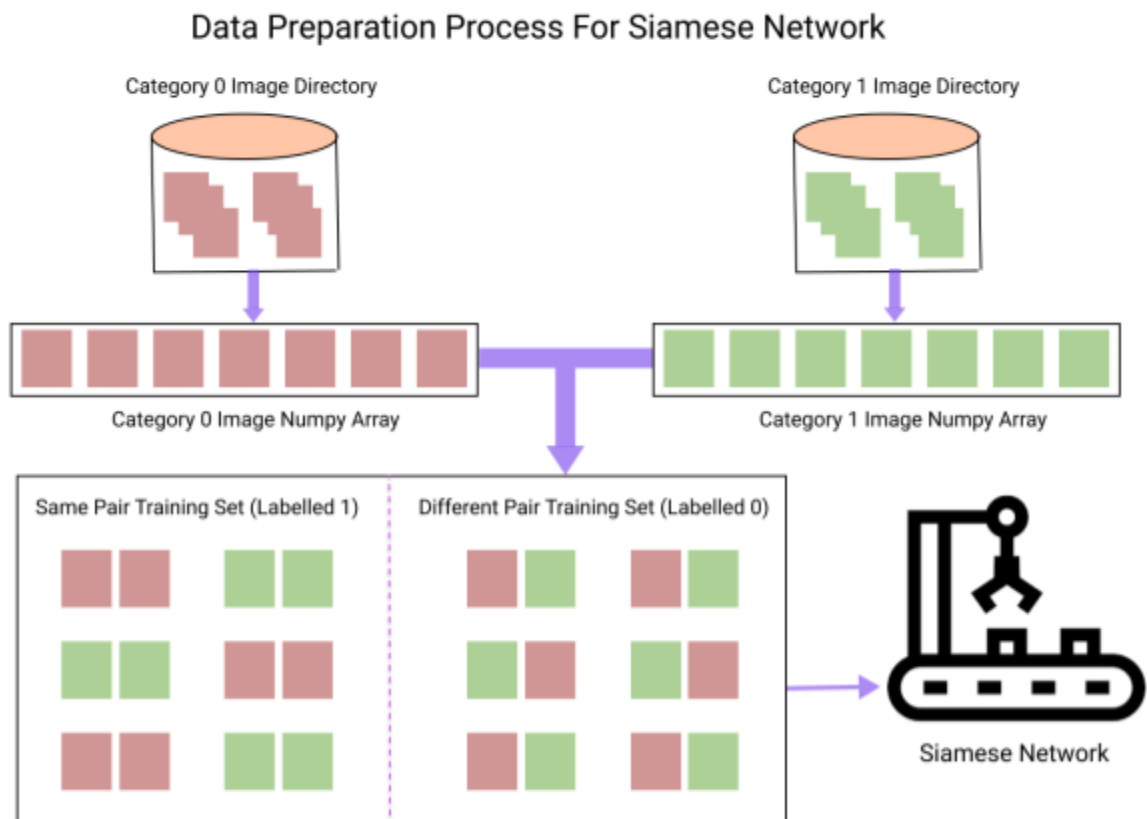 Data Preparation Process For Siamese Network
Category 0 Image Directory
Category 1 Image Directory
Category 0 Image Numpy Array
Category 1 Image Numpy Array
Same Pair Training Set (Labelled 1)
Different Pair Training Set (Labelled 0)
Siamese Network